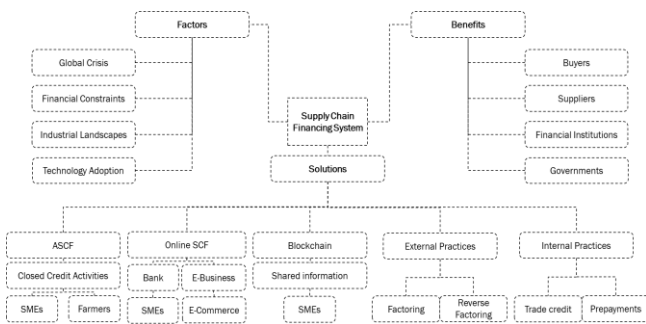 Factors
Benefits
Global Crisis
Financial Constraints
Industrial Landscapes
Technology Adoption
Supply Chain
Financing System
Buyers
Suppliers
Financial Institutions
Governments
Solutions
ASCF
Online SCF
Blockchain
External Practices
Internal Practices
Closed Credit Activities
Bank
E-Business
Shared information
SMEs
Farmers
SMEs
E-Commerce
SMEs
Factoring
Reverse
Factoring
Trade credit
Prepayments